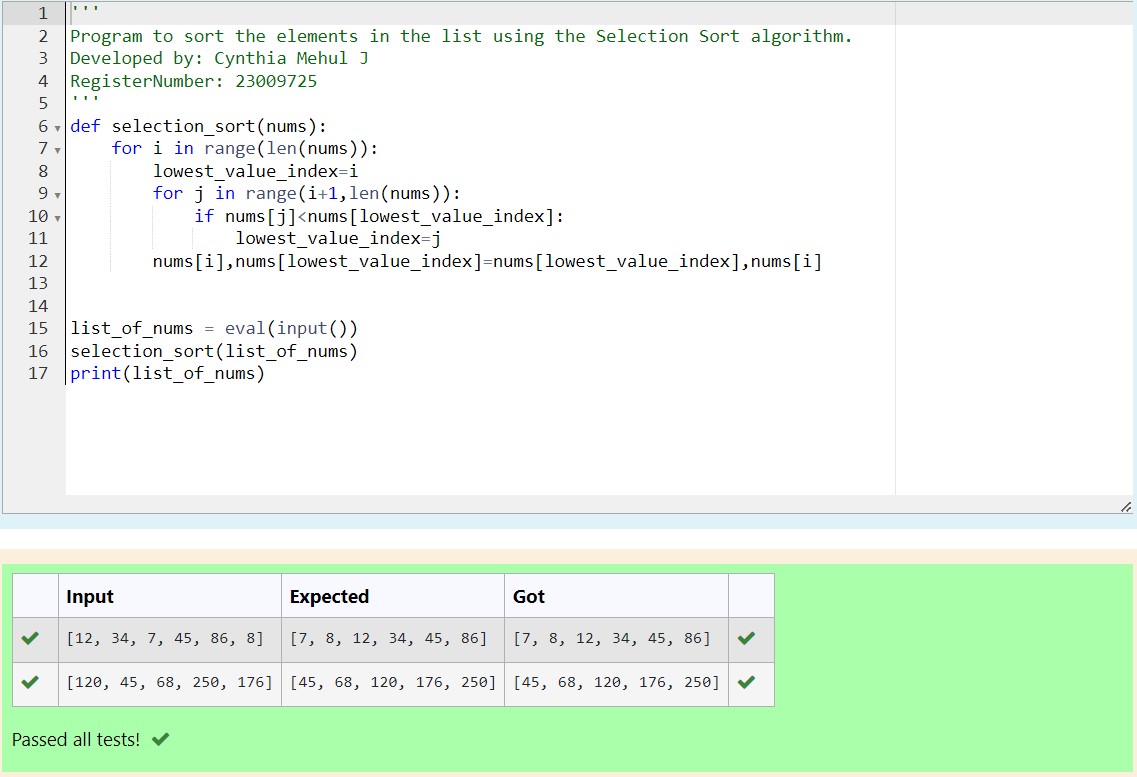 1 '''
2 Program to sort the elements in the list using the Selection Sort algorithm.
3 Developed by: Cynthia Mehul J
4 RegisterNumber: 23009725
5 '''
6 def selection_sort(nums):
7     for i in range(len(nums)):
8         lowest_value_index=i
9         for j in range(i+1,len(nums)):
10             if nums[j]<nums[lowest_value_index]:
11                 lowest_value_index=j
12         nums[i],nums[lowest_value_index]=nums[lowest_value_index],nums[i]
13
14
15 list_of_nums = eval(input())
16 selection_sort(list_of_nums)
17 print(list_of_nums)
Input Expected Got
[12, 34, 7, 45, 86, 8] [7, 8, 12, 34, 45, 86] [7, 8, 12, 34, 45, 86]
[120, 45, 68, 250, 176] [45, 68, 120, 176, 250] [45, 68, 120, 176, 250]
Passed all tests!